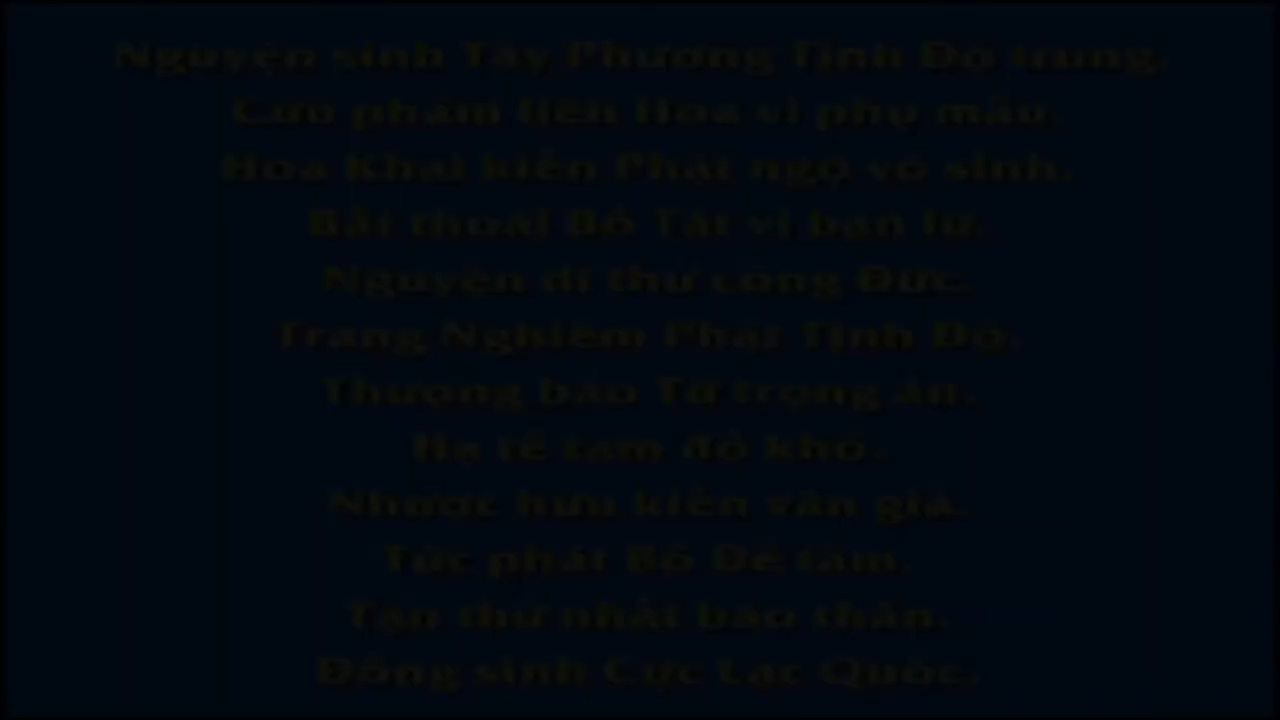 Nguyện sinh Tây Phương Tịnh Độ trung.
Cửu phẩm liên Hoa vi phụ mẫu.
Hoa Khai kiến Phật ngộ vô sinh.
Bất thoái Bồ Tát vi bạn lữ.
Nguyện dĩ thử công Đức.
Trang Nghiêm Phật Tịnh Độ.
Thượng báo Tứ trọng ân.
Hạ tế tam đồ khổ.
Nhược hữu kiến văn giả.
Tức phát Bồ Đề tâm.
Tận thử nhất báo thân.
Đồng sinh Cực Lạc Quốc.